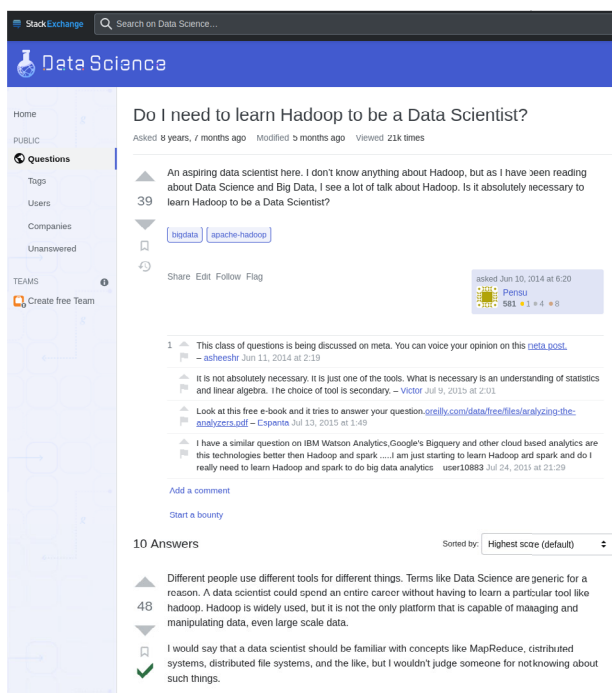 StackExchange Search on Data Science...
Data Science
Home
PUBLIC
Questions
Tags
Users
Companies
Unanswered
TEAMS
Create free Team
Do I need to learn Hadoop to be a Data Scientist?
Asked 8 years, 7 months ago Modified 5 months ago Viewed 21k times
An aspiring data scientist here. I don't know anything about Hadoop, but as I have been reading
about Data Science and Big Data, I see a lot of talk about Hadoop. Is it absolutely necessary to
39 learn Hadoop to be a Data Scientist?
bigdata apache-hadoop
Share Edit Follow Flag
asked Jun 10, 2014 at 6:20
Pensu
581 1 4 8
1 This class of questions is being discussed on meta. You can voice your opinion on this neta post.
– asheeshr Jun 11, 2014 at 2:19
It is not absolutely necessary. It is just one of the tools. What is necessary is an understanding of statistics
and linear algebra. The choice of tool is secondary. – Victor Jul 9, 2015 at 2:01
Look at this free e-book and it tries to answer your question.oreilly.com/data/free/files/aralyzing-the-
analyzers.pdf – Espanta Jul 13, 2015 at 1:49
I have a similar question on IBM Watson Analytics,Google's Bigquery and other cloud based analytics are
this technologies better then Hadoop and spark .....I am just starting to learn Hadoop ard spark and do I
really need to learn Hadoop and spark to do big data analytics user10883 Jul 24, 2015 at 21:29
Add a comment
Start a bounty
10 Answers
Sorted by: Highest score (default)
Different people use different tools for different things. Terms like Data Science are generic for a
reason. A data scientist could spend an entire career without having to learn a particular tool like
48 hadoop. Hadoop is widely used, but it is not the only platform that is capable of maaaging and
manipulating data, even large scale data.
I would say that a data scientist should be familiar with concepts like MapReduce, distributed
systems, distributed file systems, and the like, but I wouldn't judge someone for not knowing about
such things.